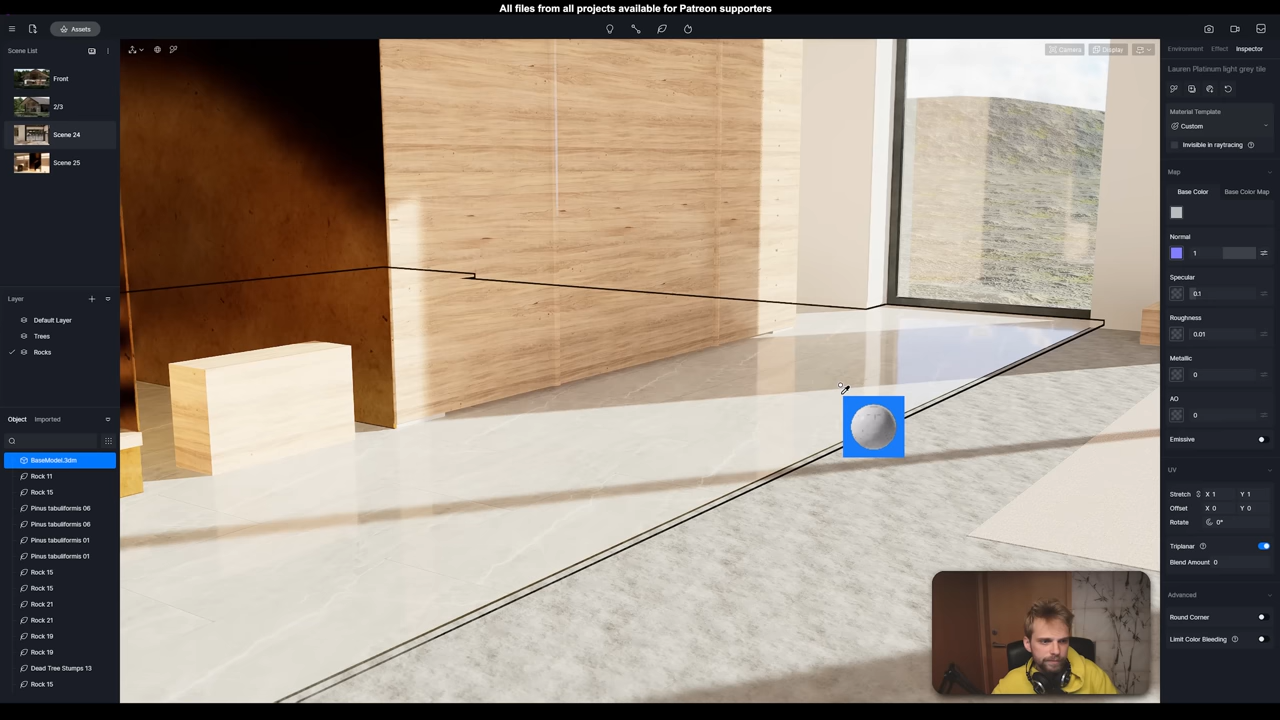 All files from all projects available for Patreon supporters
Assets
Scene List
Front
2/3
Scene 24
Scene 25
Layer
Default Layer
Trees
Rocks
Object Imported
BaseModel.3dm
Rock 11
Rock 15
Pinus tabuliformis 06
Pinus tabuliformis 06
Pinus tabuliformis 01
Pinus tabuliformis 01
Rock 15
Rock 15
Rock 21
Rock 21
Rock 19
Rock 19
Dead Tree Stumps 13
Rock 15
Camera Display
Environment Effect Inspector
Lauren Platinum light grey tile
Material Template
Custom
Invisible in raytracing
Map
Base Color Base Color Map
Normal
1
Specular
0.1
Roughness
0.01
Metallic
0
AO
0
Emissive
UV
Stretch X 1 Y 1
Offset X 0 Y 0
Rotate 0°
Triplanar
Blend Amount 0
Advanced
Round Corner
Limit Color Bleeding